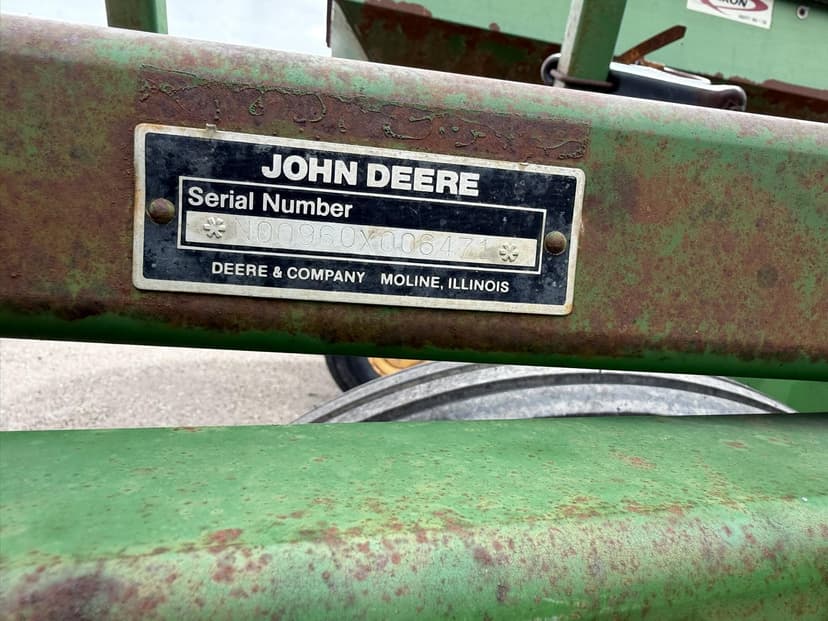 JOHN DEERE
Serial Number
*N00960X006471*
DEERE & COMPANY MOLINE, ILLINOIS